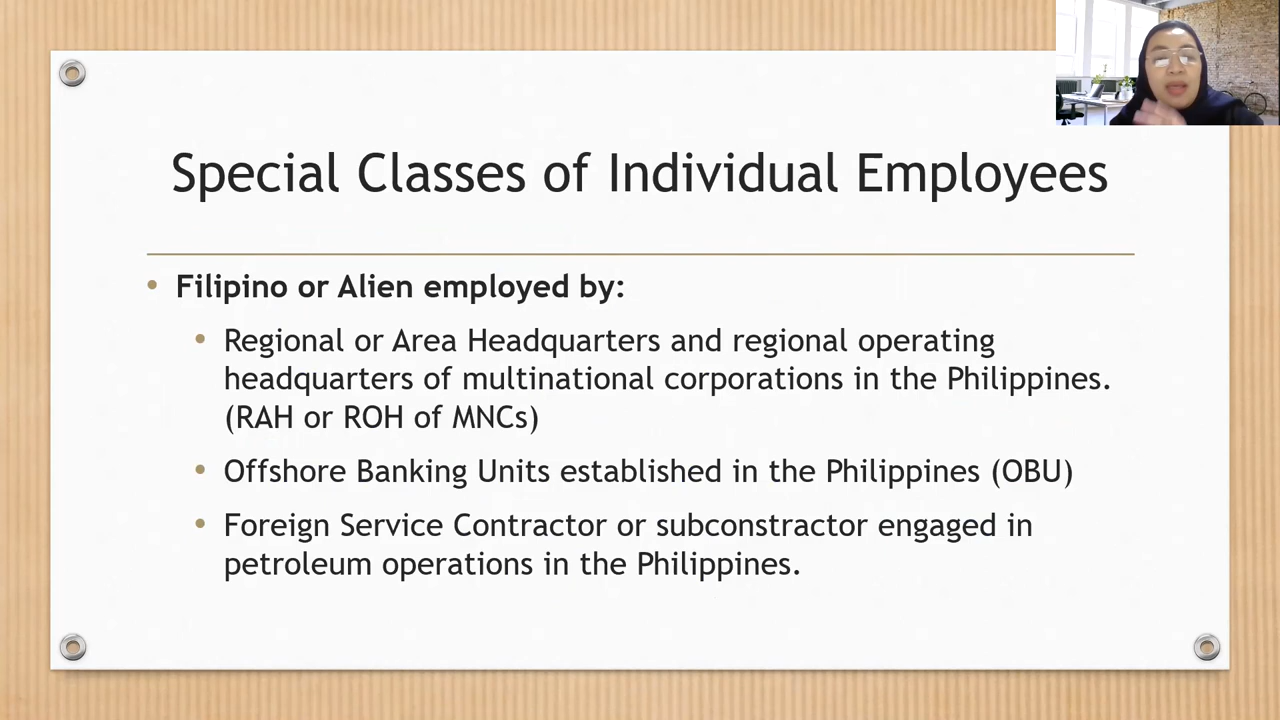 Special Classes of Individual Employees
• Filipino or Alien employed by:
• Regional or Area Headquarters and regional operating
headquarters of multinational corporations in the Philippines.
(RAH or ROH of MNCs)
• Offshore Banking Units established in the Philippines (OBU)
• Foreign Service Contractor or subconstractor engaged in
petroleum operations in the Philippines.